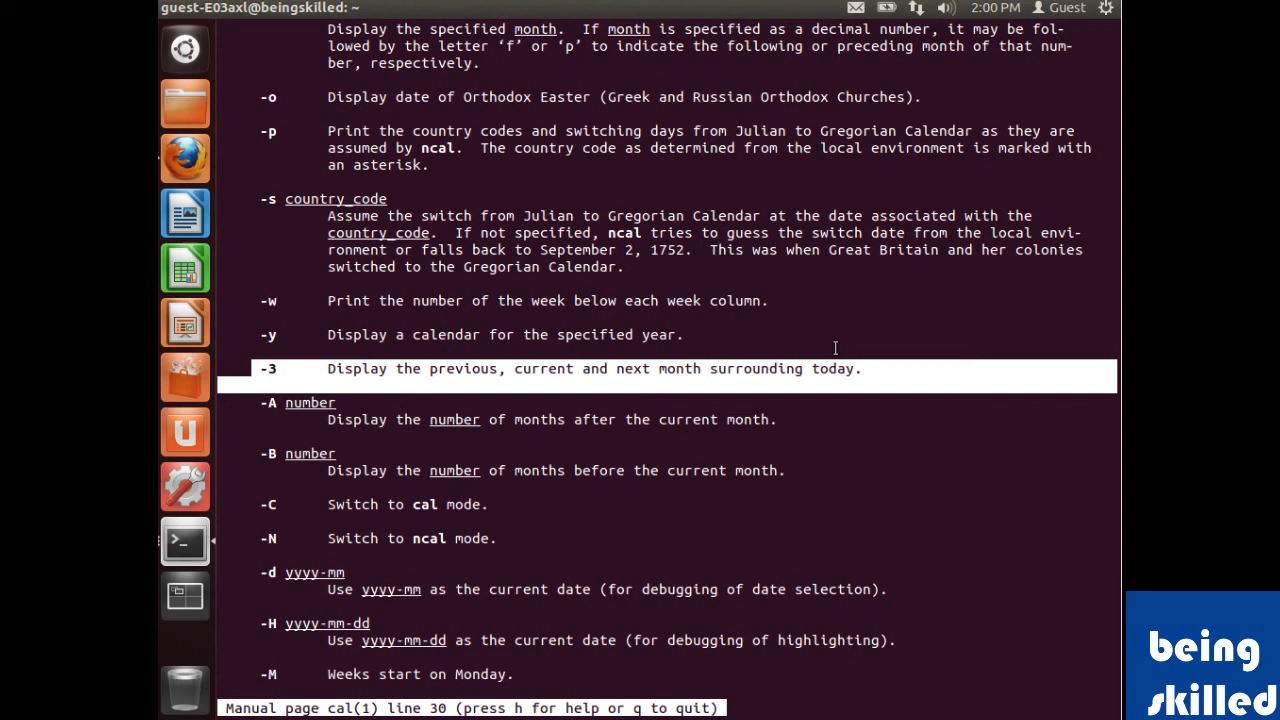 guest-E03axl@beingskilled: ~
2:00 PM
Guest
Display the specified month.  If month is specified as a decimal number, it may be fol‐
lowed by the letter ‘f’ or ‘p’ to indicate the following or preceding month of that num‐
ber, respectively.
-o      Display date of Orthodox Easter (Greek and Russian Orthodox Churches).
-p      Print the country codes and switching days from Julian to Gregorian Calendar as they are
assumed by ncal.  The country code as determined from the local environment is marked with
an asterisk.
-s country_code
Assume the switch from Julian to Gregorian Calendar at the date associated with the
country_code.  If not specified, ncal tries to guess the switch date from the local envi‐
ronment or falls back to September 2, 1752.  This was when Great Britain and her colonies
switched to the Gregorian Calendar.
-w      Print the number of the week below each week column.
-y      Display a calendar for the specified year.
-3      Display the previous, current and next month surrounding today.
-A number
Display the number of months after the current month.
-B number
Display the number of months before the current month.
-C      Switch to cal mode.
-N      Switch to ncal mode.
-d yyyy-mm
Use yyyy-mm as the current date (for debugging of date selection).
-H yyyy-mm-dd
Use yyyy-mm-dd as the current date (for debugging of highlighting).
-M      Weeks start on Monday.
Manual page cal(1) line 30 (press h for help or q to quit)
being
skilled